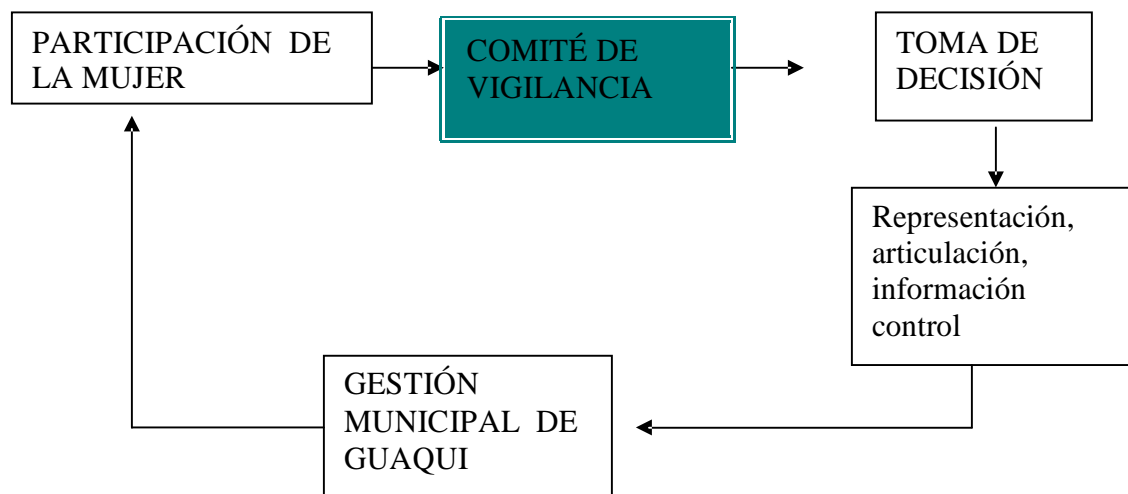 PARTICIPACIÓN DE
LA MUJER
COMITÉ DE
VIGILANCIA
TOMA DE
DECISIÓN
Representación,
articulación,
información
control
GESTIÓN
MUNICIPAL DE
GUAQUI